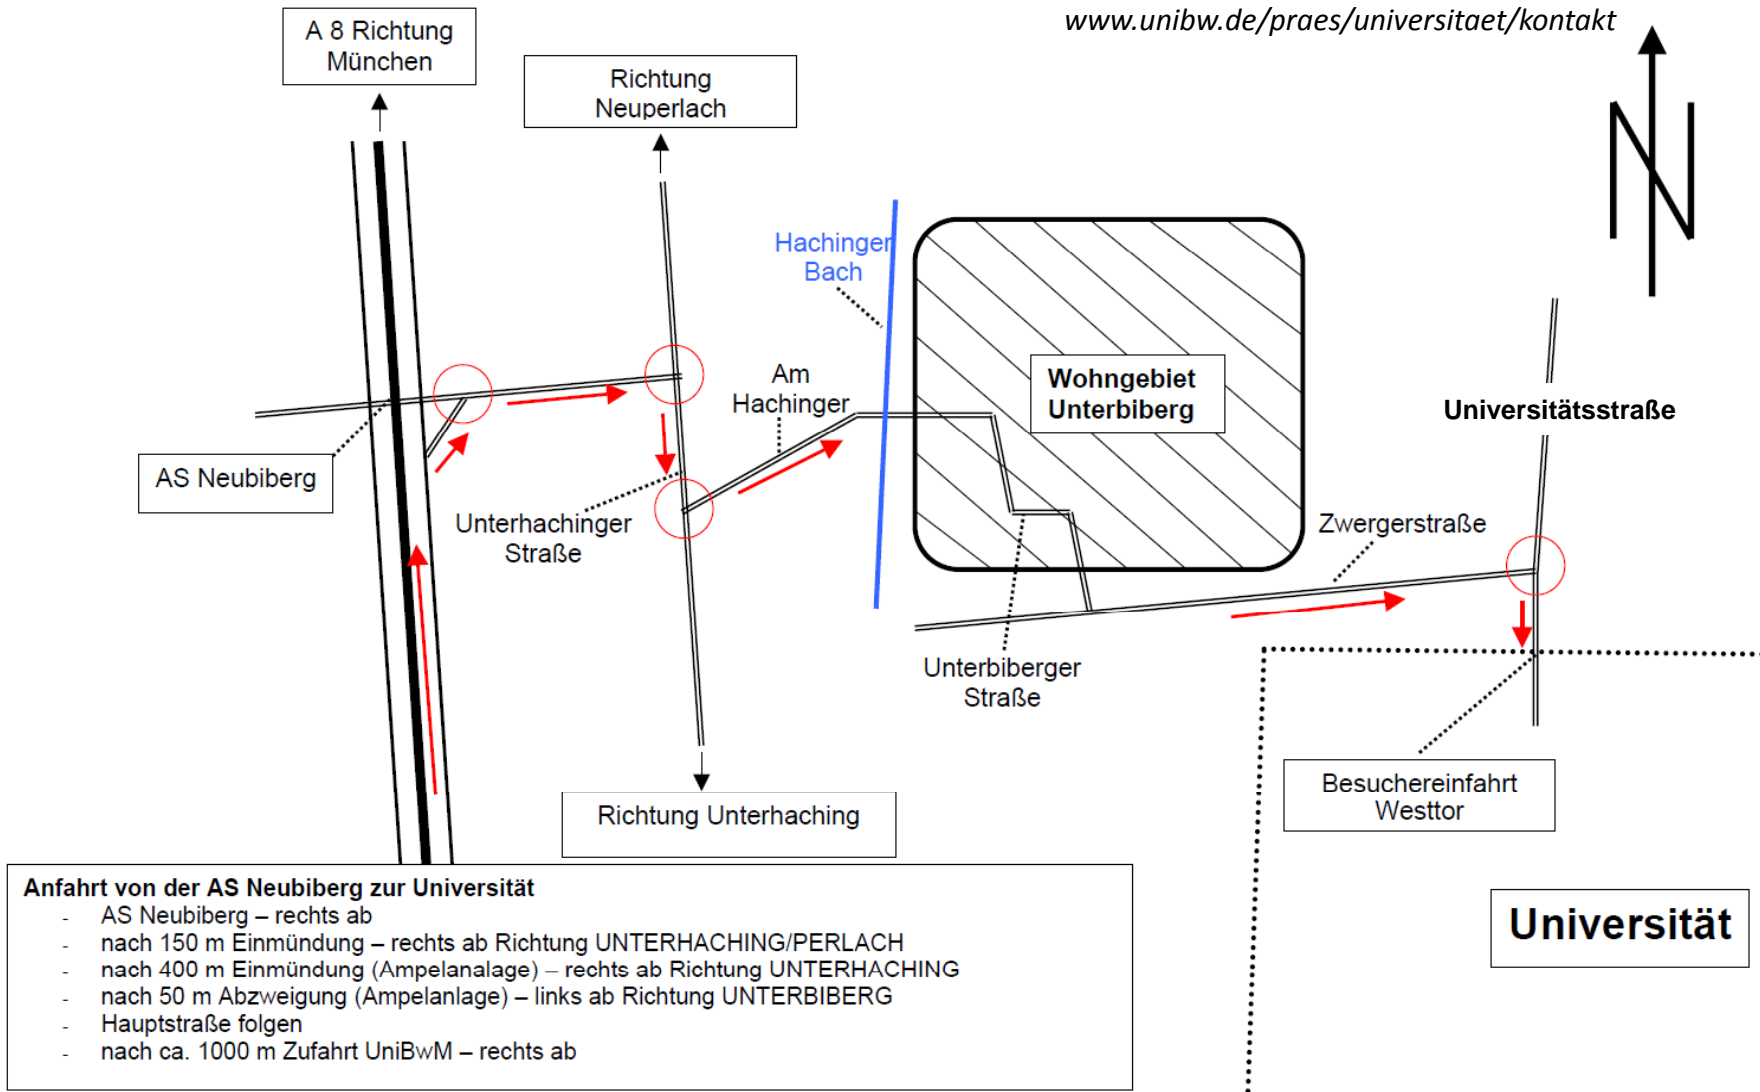 www.unibw.de/praes/universitaet/kontakt
A 8 Richtung
München
Richtung
Neuperlach
N
Hachinger
Bach
Am
Hachinger
Wohngebiet
Unterbiberg
Universitätsstraße
AS Neubiberg
Unterhachinger
Straße
Zwergerstraße
Unterbiberger
Straße
Besuchereinfahrt
Westtor
Richtung Unterhaching
Universität
Anfahrt von der AS Neubiberg zur Universität
- AS Neubiberg – rechts ab
- nach 150 m Einmündung – rechts ab Richtung UNTERHACHING/PERLACH
- nach 400 m Einmündung (Ampelanalage) – rechts ab Richtung UNTERHACHING
- nach 50 m Abzweigung (Ampelanlage) – links ab Richtung UNTERBIBERG
- Hauptstraße folgen
- nach ca. 1000 m Zufahrt UniBwM – rechts ab